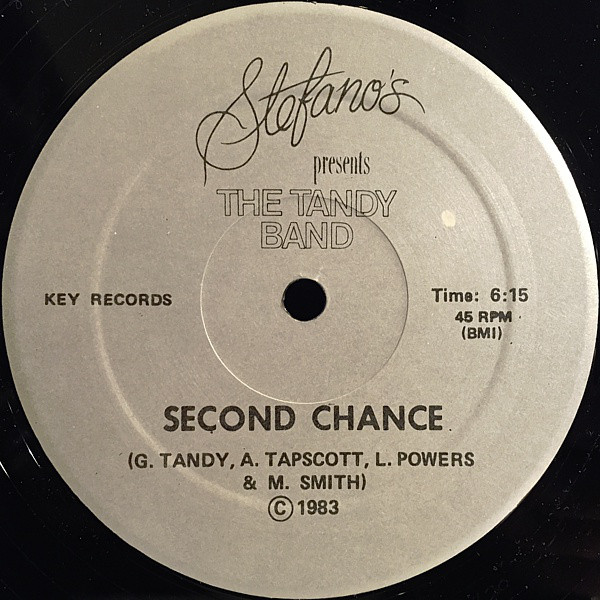 Stefano's
presents
THE TANDY
BAND
KEY RECORDS
Time: 6:15
45 RPM
(BMI)
SECOND CHANCE
(G. TANDY, A. TAPSCOTT, L. POWERS
& M. SMITH)
© 1983